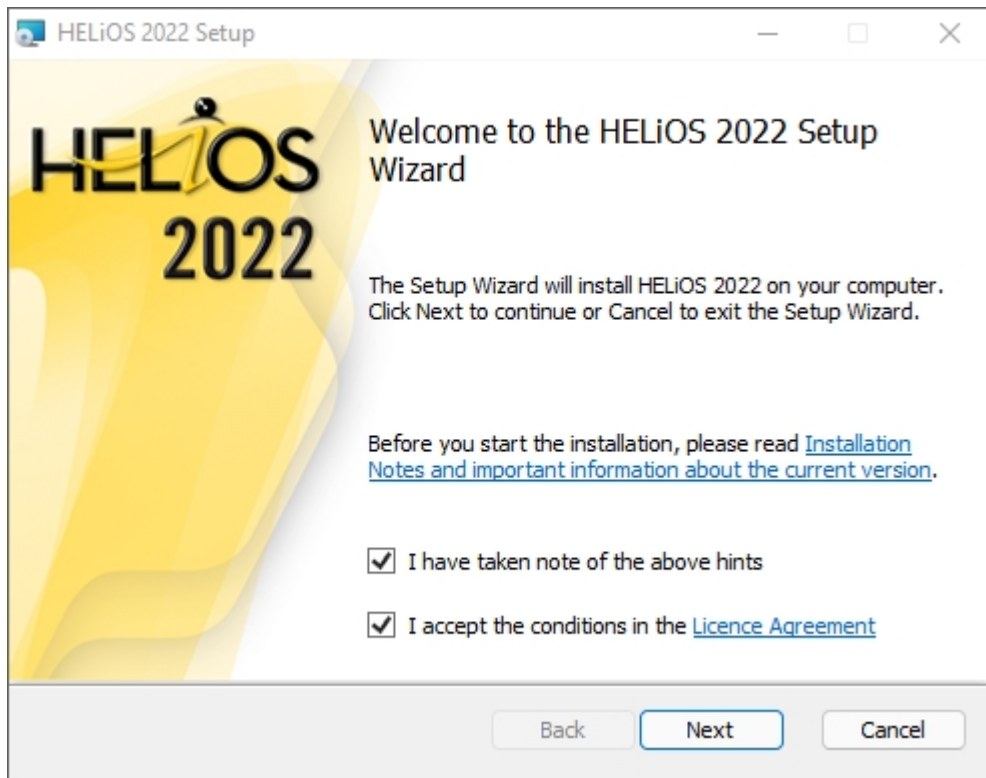 HELiOS 2022 Setup
HELiOS
2022
Welcome to the HELiOS 2022 Setup
Wizard
The Setup Wizard will install HELiOS 2022 on your computer.
Click Next to continue or Cancel to exit the Setup Wizard.
Before you start the installation, please read Installation
Notes and important information about the current version.
I have taken note of the above hints
I accept the conditions in the Licence Agreement
Back Next Cancel